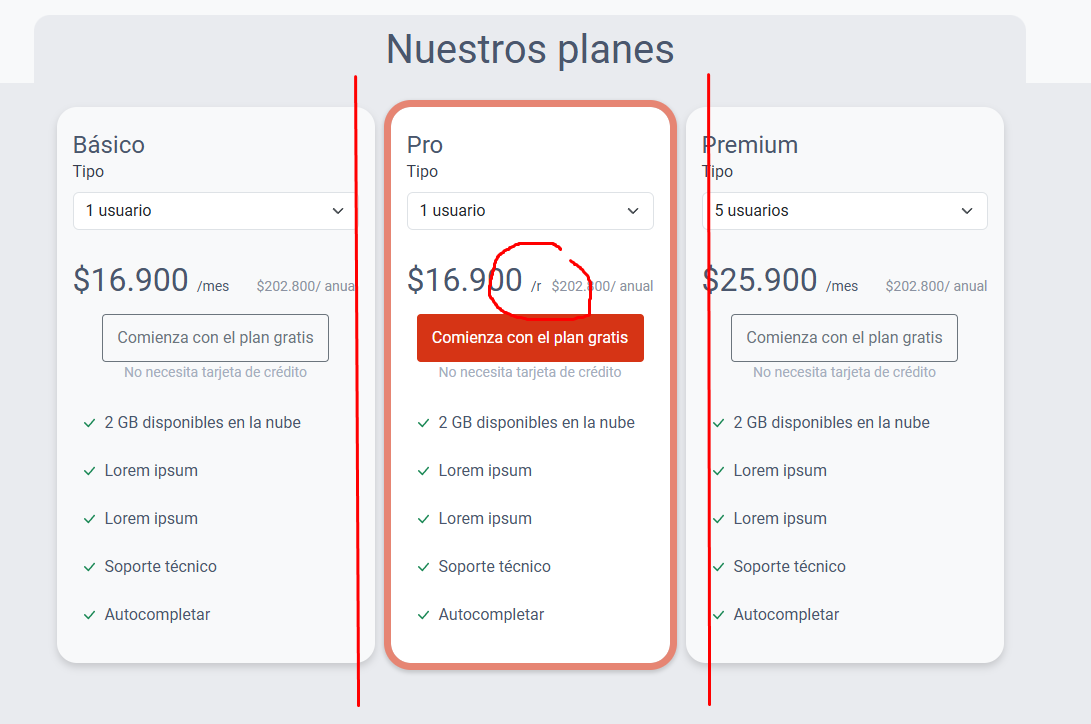 Nuestros planes
Básico
Tipo
1 usuario
$16.900 /mes $202.800/ anual
Comienza con el plan gratis
No necesita tarjeta de crédito
2 GB disponibles en la nube
Lorem ipsum
Lorem ipsum
Soporte técnico
Autocompletar
Pro
Tipo
1 usuario
$16.900 /r $202.800/ anual
Comienza con el plan gratis
No necesita tarjeta de crédito
2 GB disponibles en la nube
Lorem ipsum
Lorem ipsum
Soporte técnico
Autocompletar
Premium
Tipo
5 usuarios
$25.900 /mes $202.800/ anual
Comienza con el plan gratis
No necesita tarjeta de crédito
2 GB disponibles en la nube
Lorem ipsum
Lorem ipsum
Soporte técnico
Autocompletar